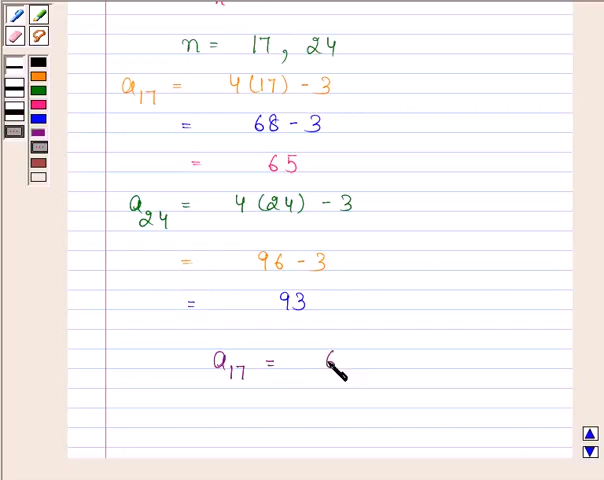 n = 17, 24
a17 = 4(17) - 3
= 68 - 3
= 65
a24 = 4(24) - 3
= 96 - 3
= 93
a17 = 6